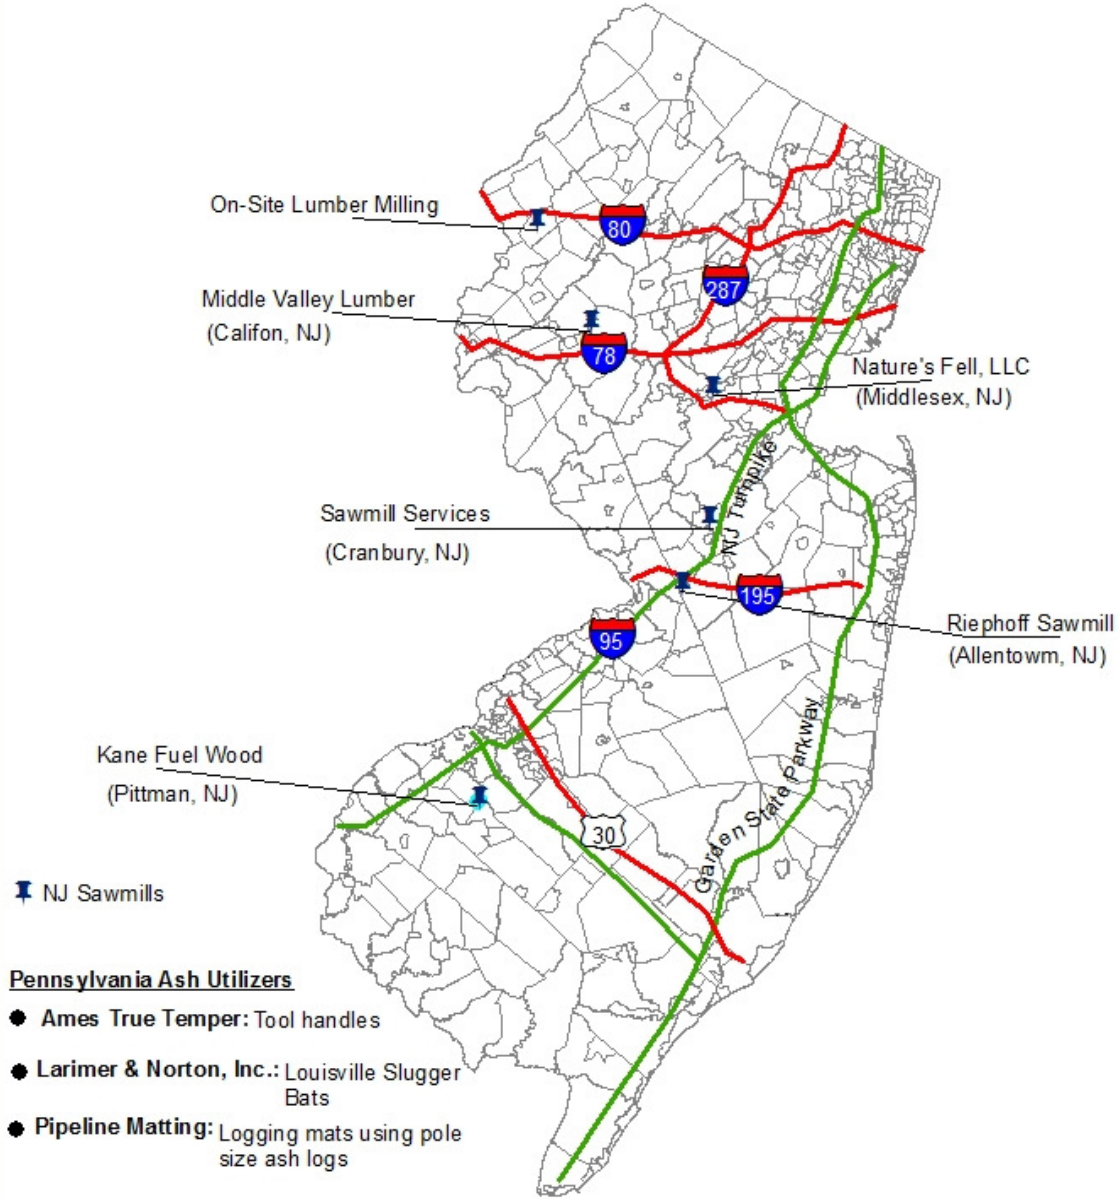 On-Site Lumber Milling
80
287
Middle Valley Lumber
(Califon, NJ)
78
Nature's Fell, LLC
(Middlesex, NJ)
NJ Turnpike
Sawmill Services
(Cranbury, NJ)
195
Riephoff Sawmill
(Allentowm, NJ)
95
Garden State Parkway
Kane Fuel Wood
(Pittman, NJ)
30
NJ Sawmills
Pennsylvania Ash Utilizers
Ames True Temper: Tool handles
Larimer & Norton, Inc.: Louisville Slugger
Bats
Pipeline Matting: Logging mats using pole
size ash logs